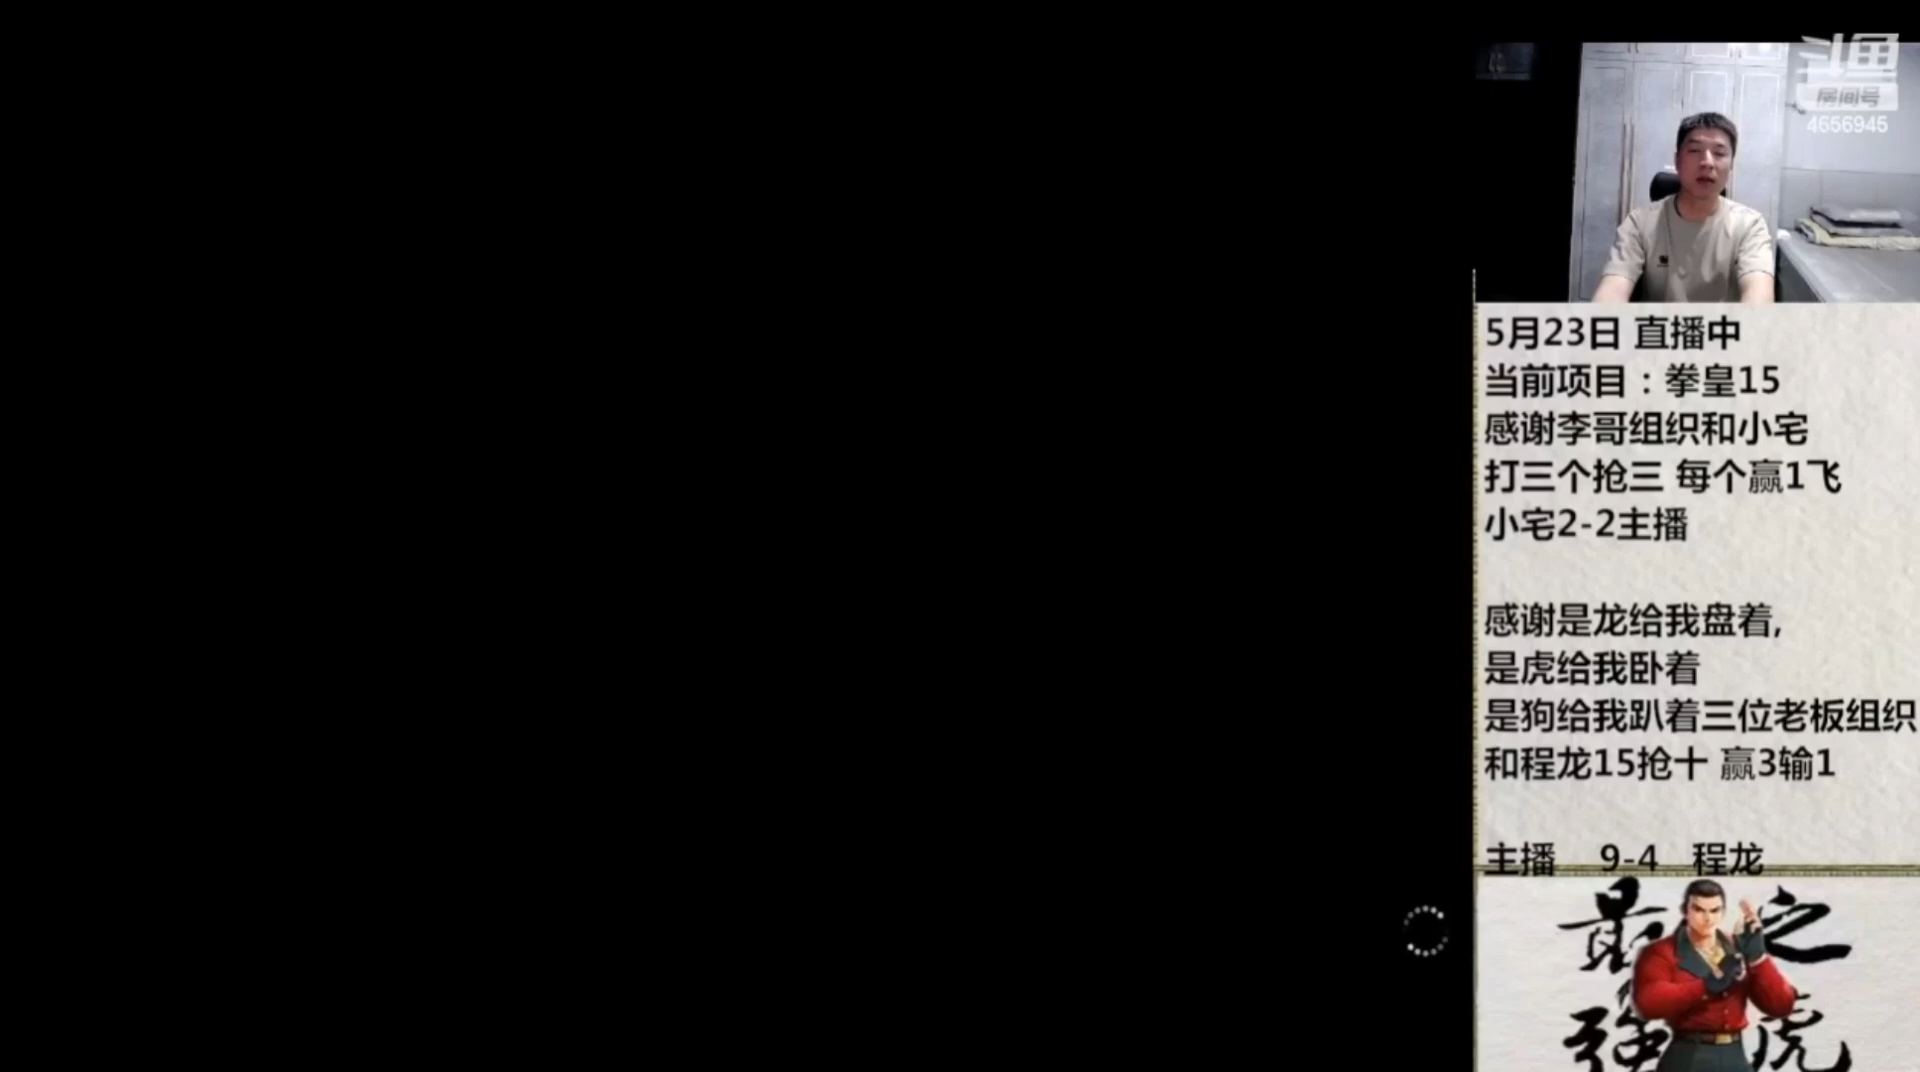 斗鱼
房间号
4656945
5月23日 直播中
当前项目：拳皇15
感谢李哥组织和小宅
打三个抢三 每个赢1飞
小宅2-2主播
感谢是龙给我盘着,
是虎给我卧着
是狗给我趴着三位老板组织
和程龙15抢十 赢3输1
主播 9-4 程龙
最之
强虎